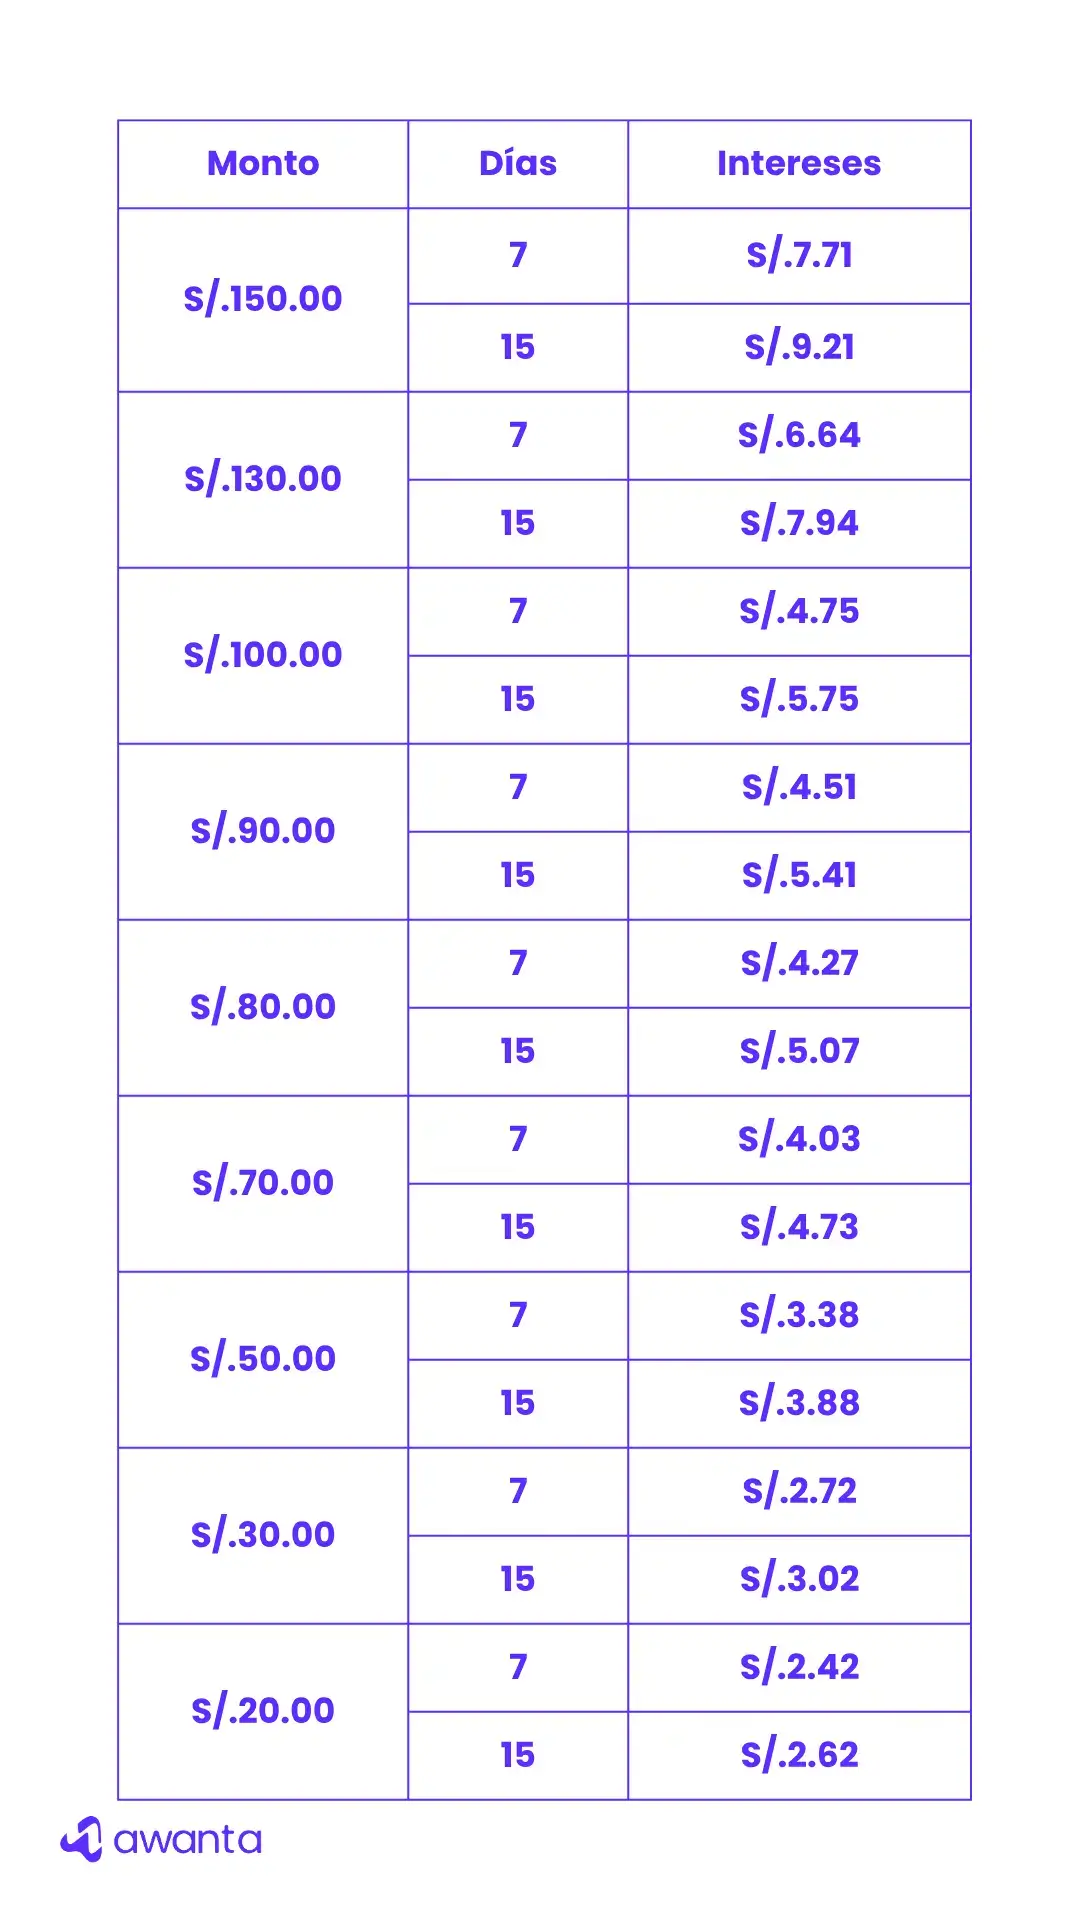 Monto Días Intereses
S/.150.00 7 S/.7.71
15 S/.9.21
S/.130.00 7 S/.6.64
15 S/.7.94
S/.100.00 7 S/.4.75
15 S/.5.75
S/.90.00 7 S/.4.51
15 S/.5.41
S/.80.00 7 S/.4.27
15 S/.5.07
S/.70.00 7 S/.4.03
15 S/.4.73
S/.50.00 7 S/.3.38
15 S/.3.88
S/.30.00 7 S/.2.72
15 S/.3.02
S/.20.00 7 S/.2.42
15 S/.2.62
awanta